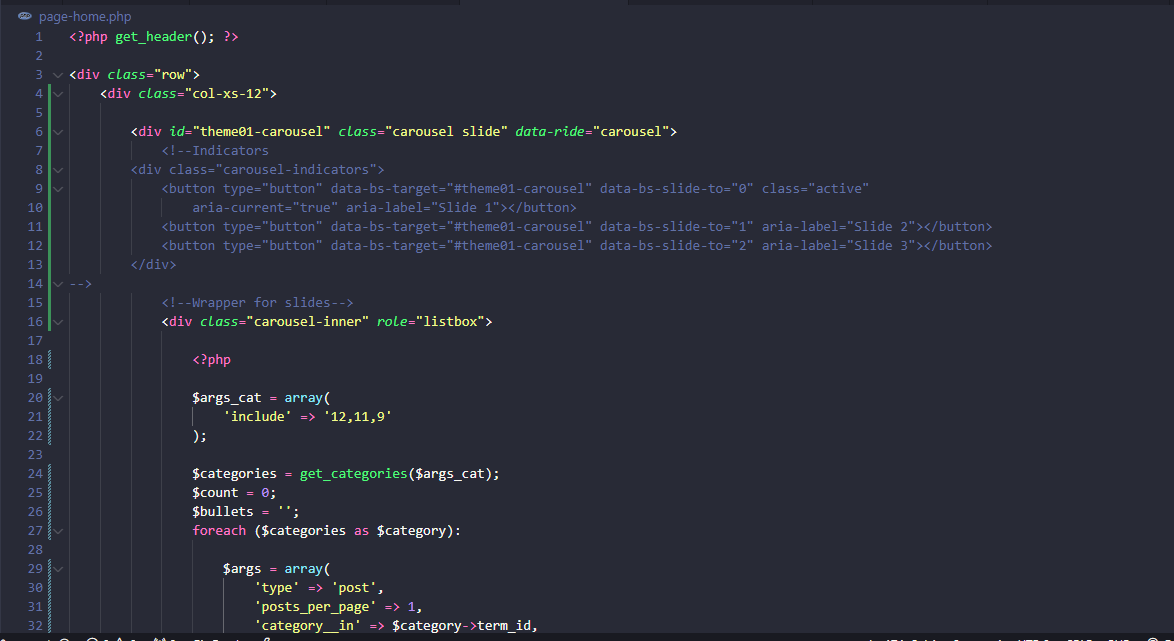 page-home.php
1 <?php get_header(); ?>
2
3 <div class="row">
4 <div class="col-xs-12">
5
6 <div id="theme01-carousel" class="carousel slide" data-ride="carousel">
7 <!--Indicators
8 <div class="carousel-indicators">
9 <button type="button" data-bs-target="#theme01-carousel" data-bs-slide-to="0" class="active"
10 aria-current="true" aria-label="Slide 1"></button>
11 <button type="button" data-bs-target="#theme01-carousel" data-bs-slide-to="1" aria-label="Slide 2"></button>
12 <button type="button" data-bs-target="#theme01-carousel" data-bs-slide-to="2" aria-label="Slide 3"></button>
13 </div>
14 -->
15 <!--Wrapper for slides-->
16 <div class="carousel-inner" role="listbox">
17
18 <?php
19
20 $args_cat = array(
21 'include' => '12,11,9'
22 );
23
24 $categories = get_categories($args_cat);
25 $count = 0;
26 $bullets = '';
27 foreach ($categories as $category):
28
29 $args = array(
30 'type' => 'post',
31 'posts_per_page' => 1,
32 'category__in' => $category->term_id,